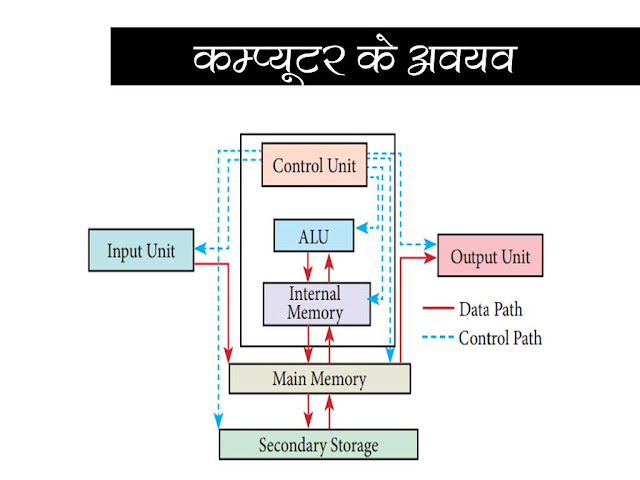 कम्प्यूटर के अवयव
Control Unit
ALU
Input Unit
Output Unit
Internal
Memory
Data Path
Control Path
Main Memory
Secondary Storage